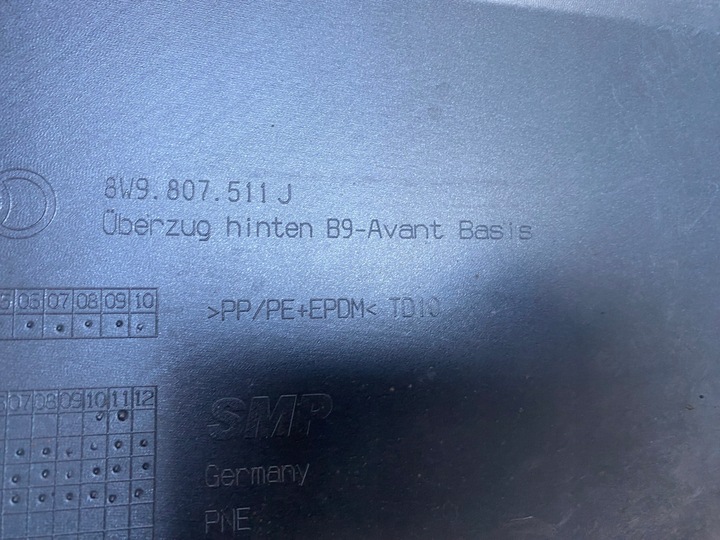 8W9.807.511 J
Überzug hinten B9-Avant Basis
06 07 08 09 10
>PP/PE+EPDM< TD10
07 08 09 10 11 12
SMP
Germany
PNE